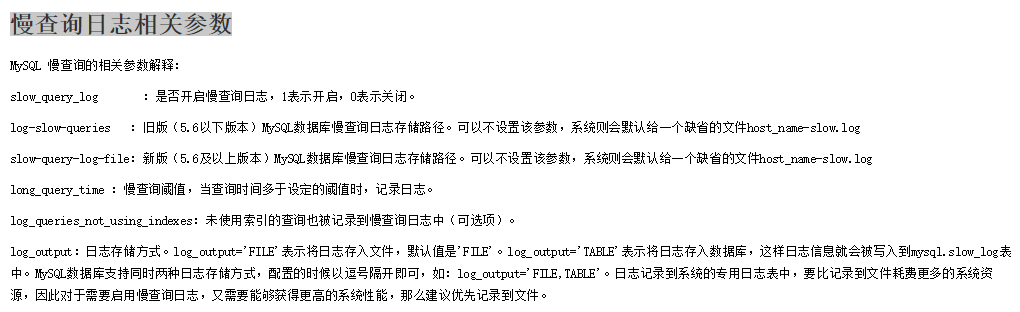 慢查询日志相关参数
MySQL 慢查询的相关参数解释：
slow_query_log ：是否开启慢查询日志，1表示开启，0表示关闭。
log-slow-queries ：旧版（5.6以下版本）MySQL数据库慢查询日志存储路径。可以不设置该参数，系统则会默认给一个缺省的文件host_name-slow.log
slow-query-log-file：新版（5.6及以上版本）MySQL数据库慢查询日志存储路径。可以不设置该参数，系统则会默认给一个缺省的文件host_name-slow.log
long_query_time ：慢查询阈值，当查询时间多于设定的阈值时，记录日志。
log_queries_not_using_indexes：未使用索引的查询也被记录到慢查询日志中（可选项）。
log_output：日志存储方式。log_output='FILE'表示将日志存入文件，默认值是'FILE'。log_output='TABLE'表示将日志存入数据库，这样日志信息就会被写入到mysql.slow_log表
中。MySQL数据库支持同时两种日志存储方式，配置的时候以逗号隔开即可，如：log_output='FILE,TABLE'。日志记录到系统的专用日志表中，要比记录到文件耗费更多的系统资
源，因此对于需要启用慢查询日志，又需要能够获得更高的系统性能，那么建议优先记录到文件。